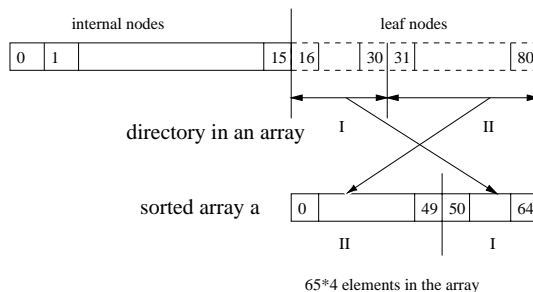 internal nodes leaf nodes
0 1 15 16 30 31 80
I II
directory in an array
sorted array a 0 49 50 64
II I
65*4 elements in the array